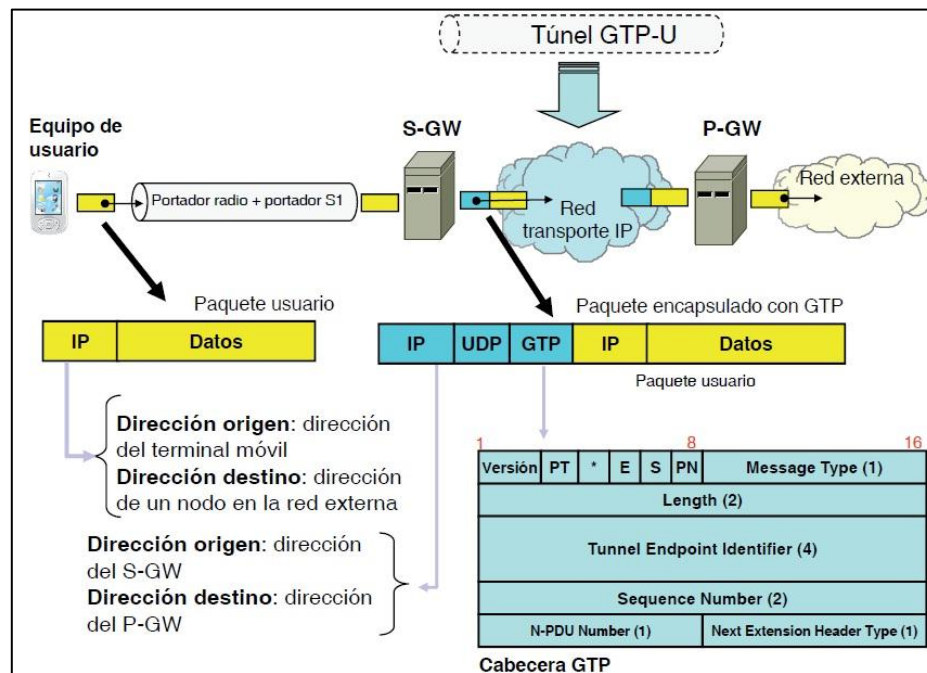 Túnel GTP-U
Equipo de
usuario
S-GW
P-GW
Portador radio + portador S1
Red
transporte IP
Red externa
Paquete usuario
Paquete encapsulado con GTP
IP Datos
IP UDP GTP IP Datos
Paquete usuario
Dirección origen: dirección
del terminal móvil
Dirección destino: dirección
de un nodo en la red externa
Dirección origen: dirección
del S-GW
Dirección destino: dirección
del P-GW
1 8 16
Versión PT * E S PN Message Type (1)
Length (2)
Tunnel Endpoint Identifier (4)
Sequence Number (2)
N-PDU Number (1) Next Extension Header Type (1)
Cabecera GTP